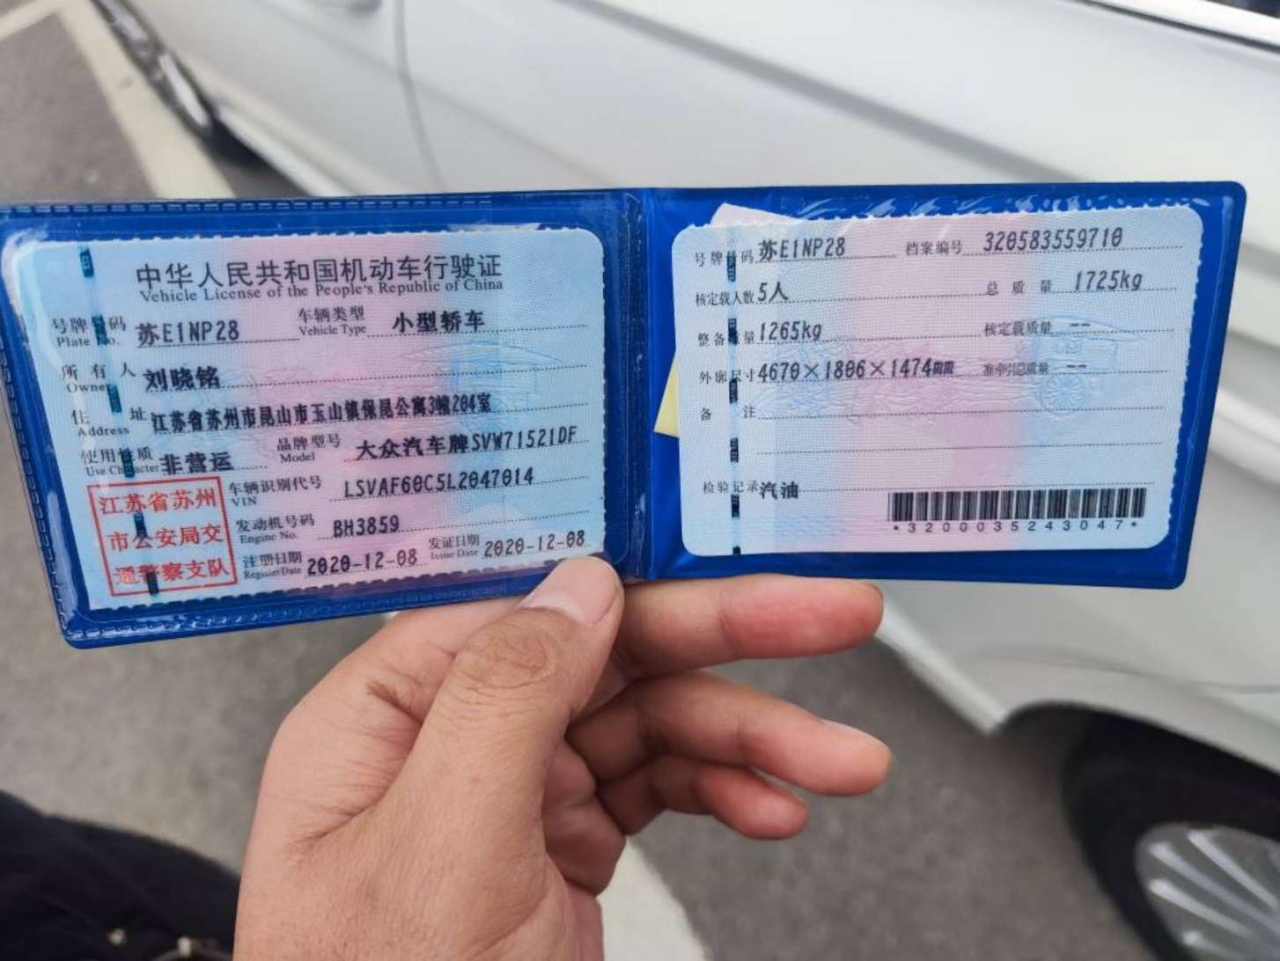 中华人民共和国机动车行驶证
Vehicle License of the People's Republic of China
号牌号码 苏E1NP28 车辆类型 小型轿车
Plate No. Vehicle Type
所有人 刘晓铭
Owner
住址 江苏省苏州市昆山市玉山镇保昆公寓3幢204室
Address
使用性质 非营运 品牌型号 大众汽车牌SVW71521DF
Use Character Model
车辆识别代号 LSVAF60C5L2047014
VIN
发动机号码 BH3859
Engine No.
注册日期 2020-12-08 发证日期 2020-12-08
Register Date Issue Date
江苏省苏州
市公安局交
通警察支队
号牌号码 苏E1NP28 档案编号 320583559710
核定载人数 5人 总质量 1725kg
整备质量 1265kg 核定载质量 --
外廓尺寸 4670×1806×1474mm 准牵引总质量 --
备注
检验记录 汽油
*3200035243047*